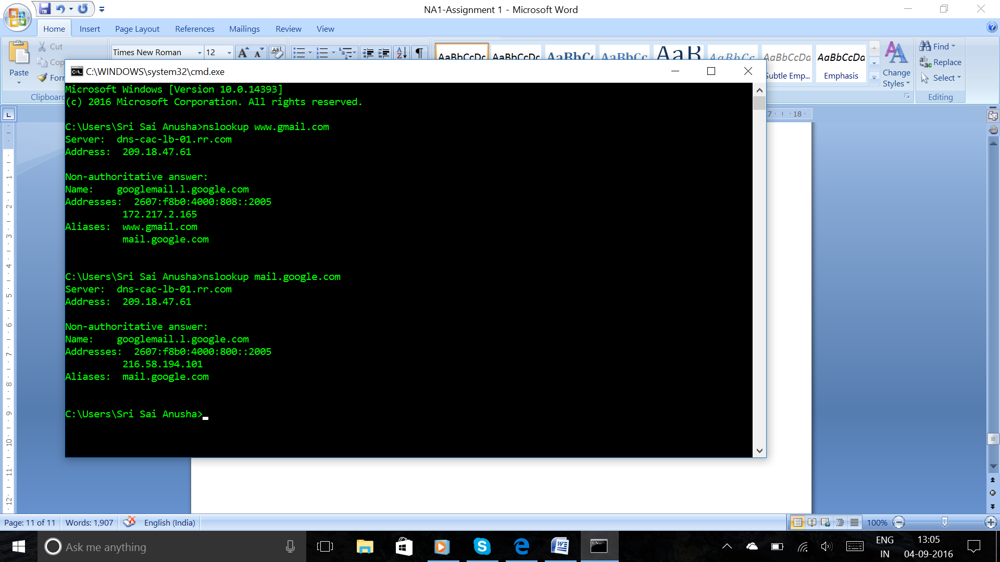 NA1-Assignment 1 - Microsoft Word
Home Insert Page Layout References Mailings Review View
Cut
Paste
Clipboard
Times New Roman 12
AaBbCcDc AaBbCcDc AaBbCc AaBbCc AaB AaBbCc. AaBbCcDa AaBbCcDa
Emphasis
Change Styles
Find
Replace
Select
Editing
C:\WINDOWS\system32\cmd.exe
Microsoft Windows [Version 10.0.14393]
(c) 2016 Microsoft Corporation. All rights reserved.
C:\Users\Sri Sai Anusha>nslookup www.gmail.com
Server:  dns-cac-lb-01.rr.com
Address:  209.18.47.61
Non-authoritative answer:
Name:    googlemail.l.google.com
Addresses:  2607:f8b0:4000:808::2005
172.217.2.165
Aliases:  www.gmail.com
mail.google.com
C:\Users\Sri Sai Anusha>nslookup mail.google.com
Server:  dns-cac-lb-01.rr.com
Address:  209.18.47.61
Non-authoritative answer:
Name:    googlemail.l.google.com
Addresses:  2607:f8b0:4000:800::2005
216.58.194.101
Aliases:  mail.google.com
C:\Users\Sri Sai Anusha>
Page: 11 of 11 Words: 1,907 English (India) 100%
Ask me anything
ENG 13:05
IN 04-09-2016